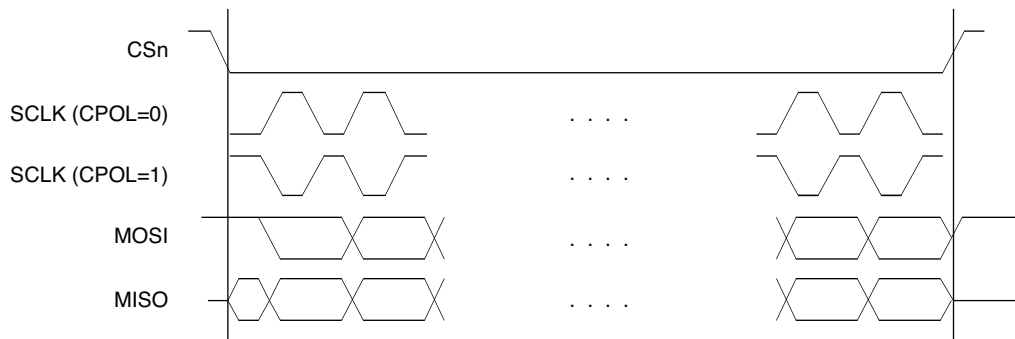 CSn
SCLK (CPOL=0)
. . . .
SCLK (CPOL=1)
. . . .
MOSI
. . . .
MISO
. . . .